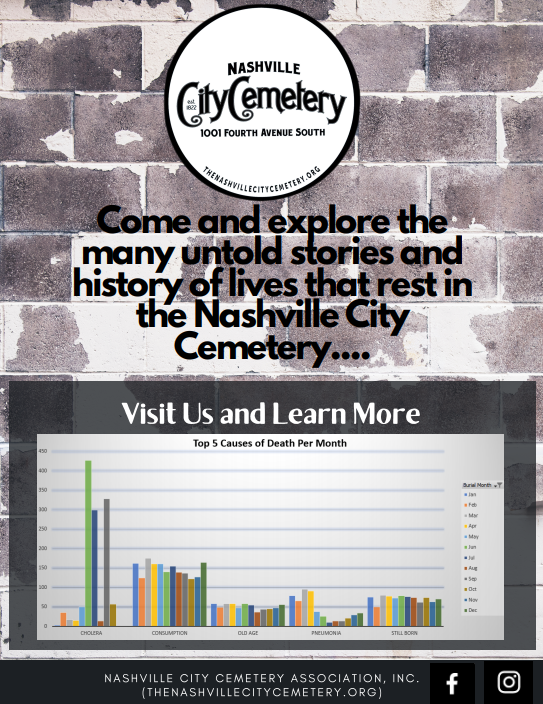 NASHVILLE
est. 1822
City Cemetery
1001 FOURTH AVENUE SOUTH
THENASHVILLECITYCEMETERY.ORG
Come and explore the
many untold stories and
history of lives that rest in
the Nashville City
Cemetery....
Visit Us and Learn More
Top 5 Causes of Death Per Month
450
400
350
300
250
200
150
100
50
0
CHOLERA CONSUMPTION OLD AGE PNEUMONIA STILL BORN
Burial Month
Jan
Feb
Mar
Apr
May
Jun
Jul
Aug
Sep
Oct
Nov
Dec
NASHVILLE CITY CEMETERY ASSOCIATION, INC.
(THENASHVILLECITYCEMETERY.ORG)